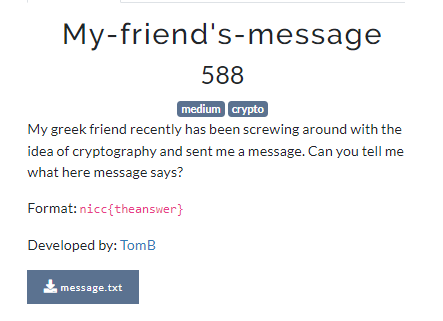 My-friend's-message
588
medium crypto
My greek friend recently has been screwing around with the
idea of cryptography and sent me a message. Can you tell me
what here message says?
Format: nicc{theanswer}
Developed by: TomB
message.txt